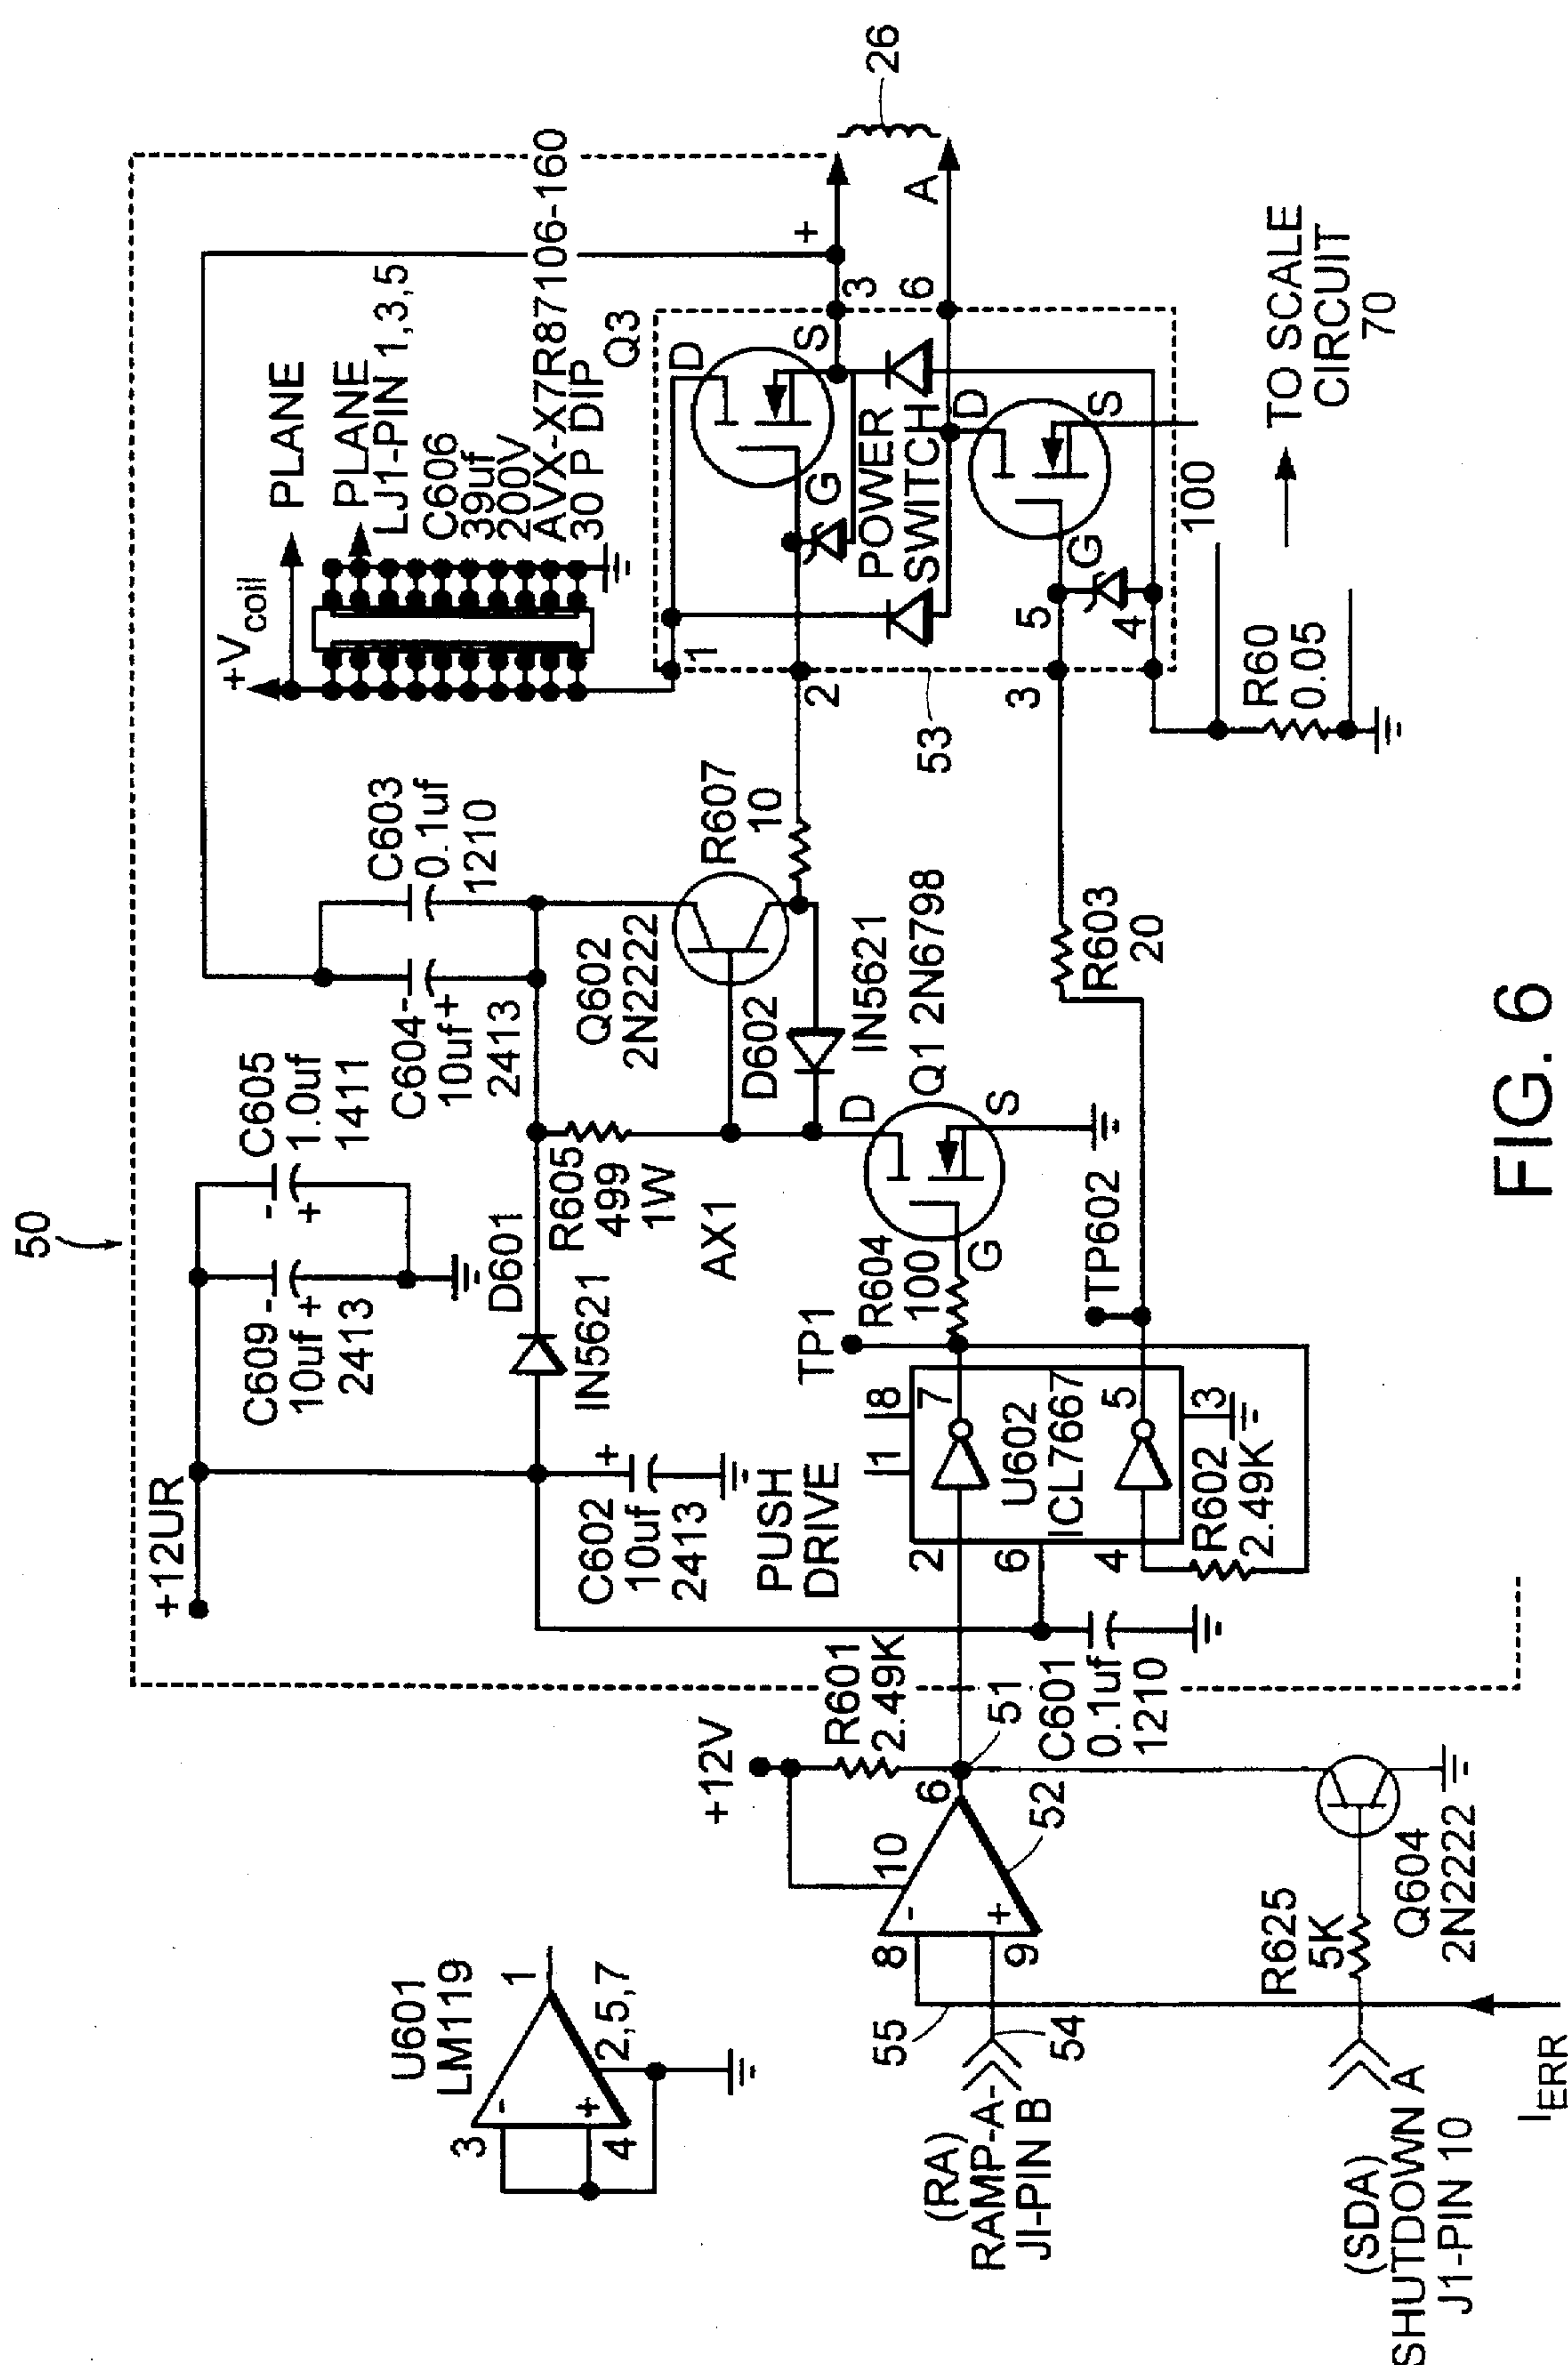 50
+12UR
C609
10uf
2413
-
+
C605
1.0uf
1411
-
+
C604
10uf
2413
-
+
C603
0.1uf
1210
+Vcoil
PLANE
PLANE
LJ1-PIN 1,3,5
C606
39uf
200V
AVX-X7R87106-160
30 P DIP
Q3
D601
IN5621
C602
10uf
2413
+
R605
499
1W
AX1
Q602
2N2222
D602
IN5621
R607
10
PUSH
DRIVE
TP1
R604
100
Q1 2N6798
D
S
G
1
2
3
4
5
6
3
53
D
S
G
POWER
SWITCH
D
S
G
+
A
26
U602
ICL7667
1
8
2
7
6
4
5
3
R602
2.49K
TP602
R603
20
100
R60
0.05
TO SCALE
CIRCUIT
70
+12V
R601
2.49K
51
C601
0.1uf
1210
U601
LM119
3
4
1
2,5,7
-
+
8
9
10
6
-
+
52
55
54
(RA)
RAMP-A-
JI-PIN B
R625
5K
Q604
2N2222
(SDA)
SHUTDOWN A
J1-PIN 10
IERR
FIG. 6